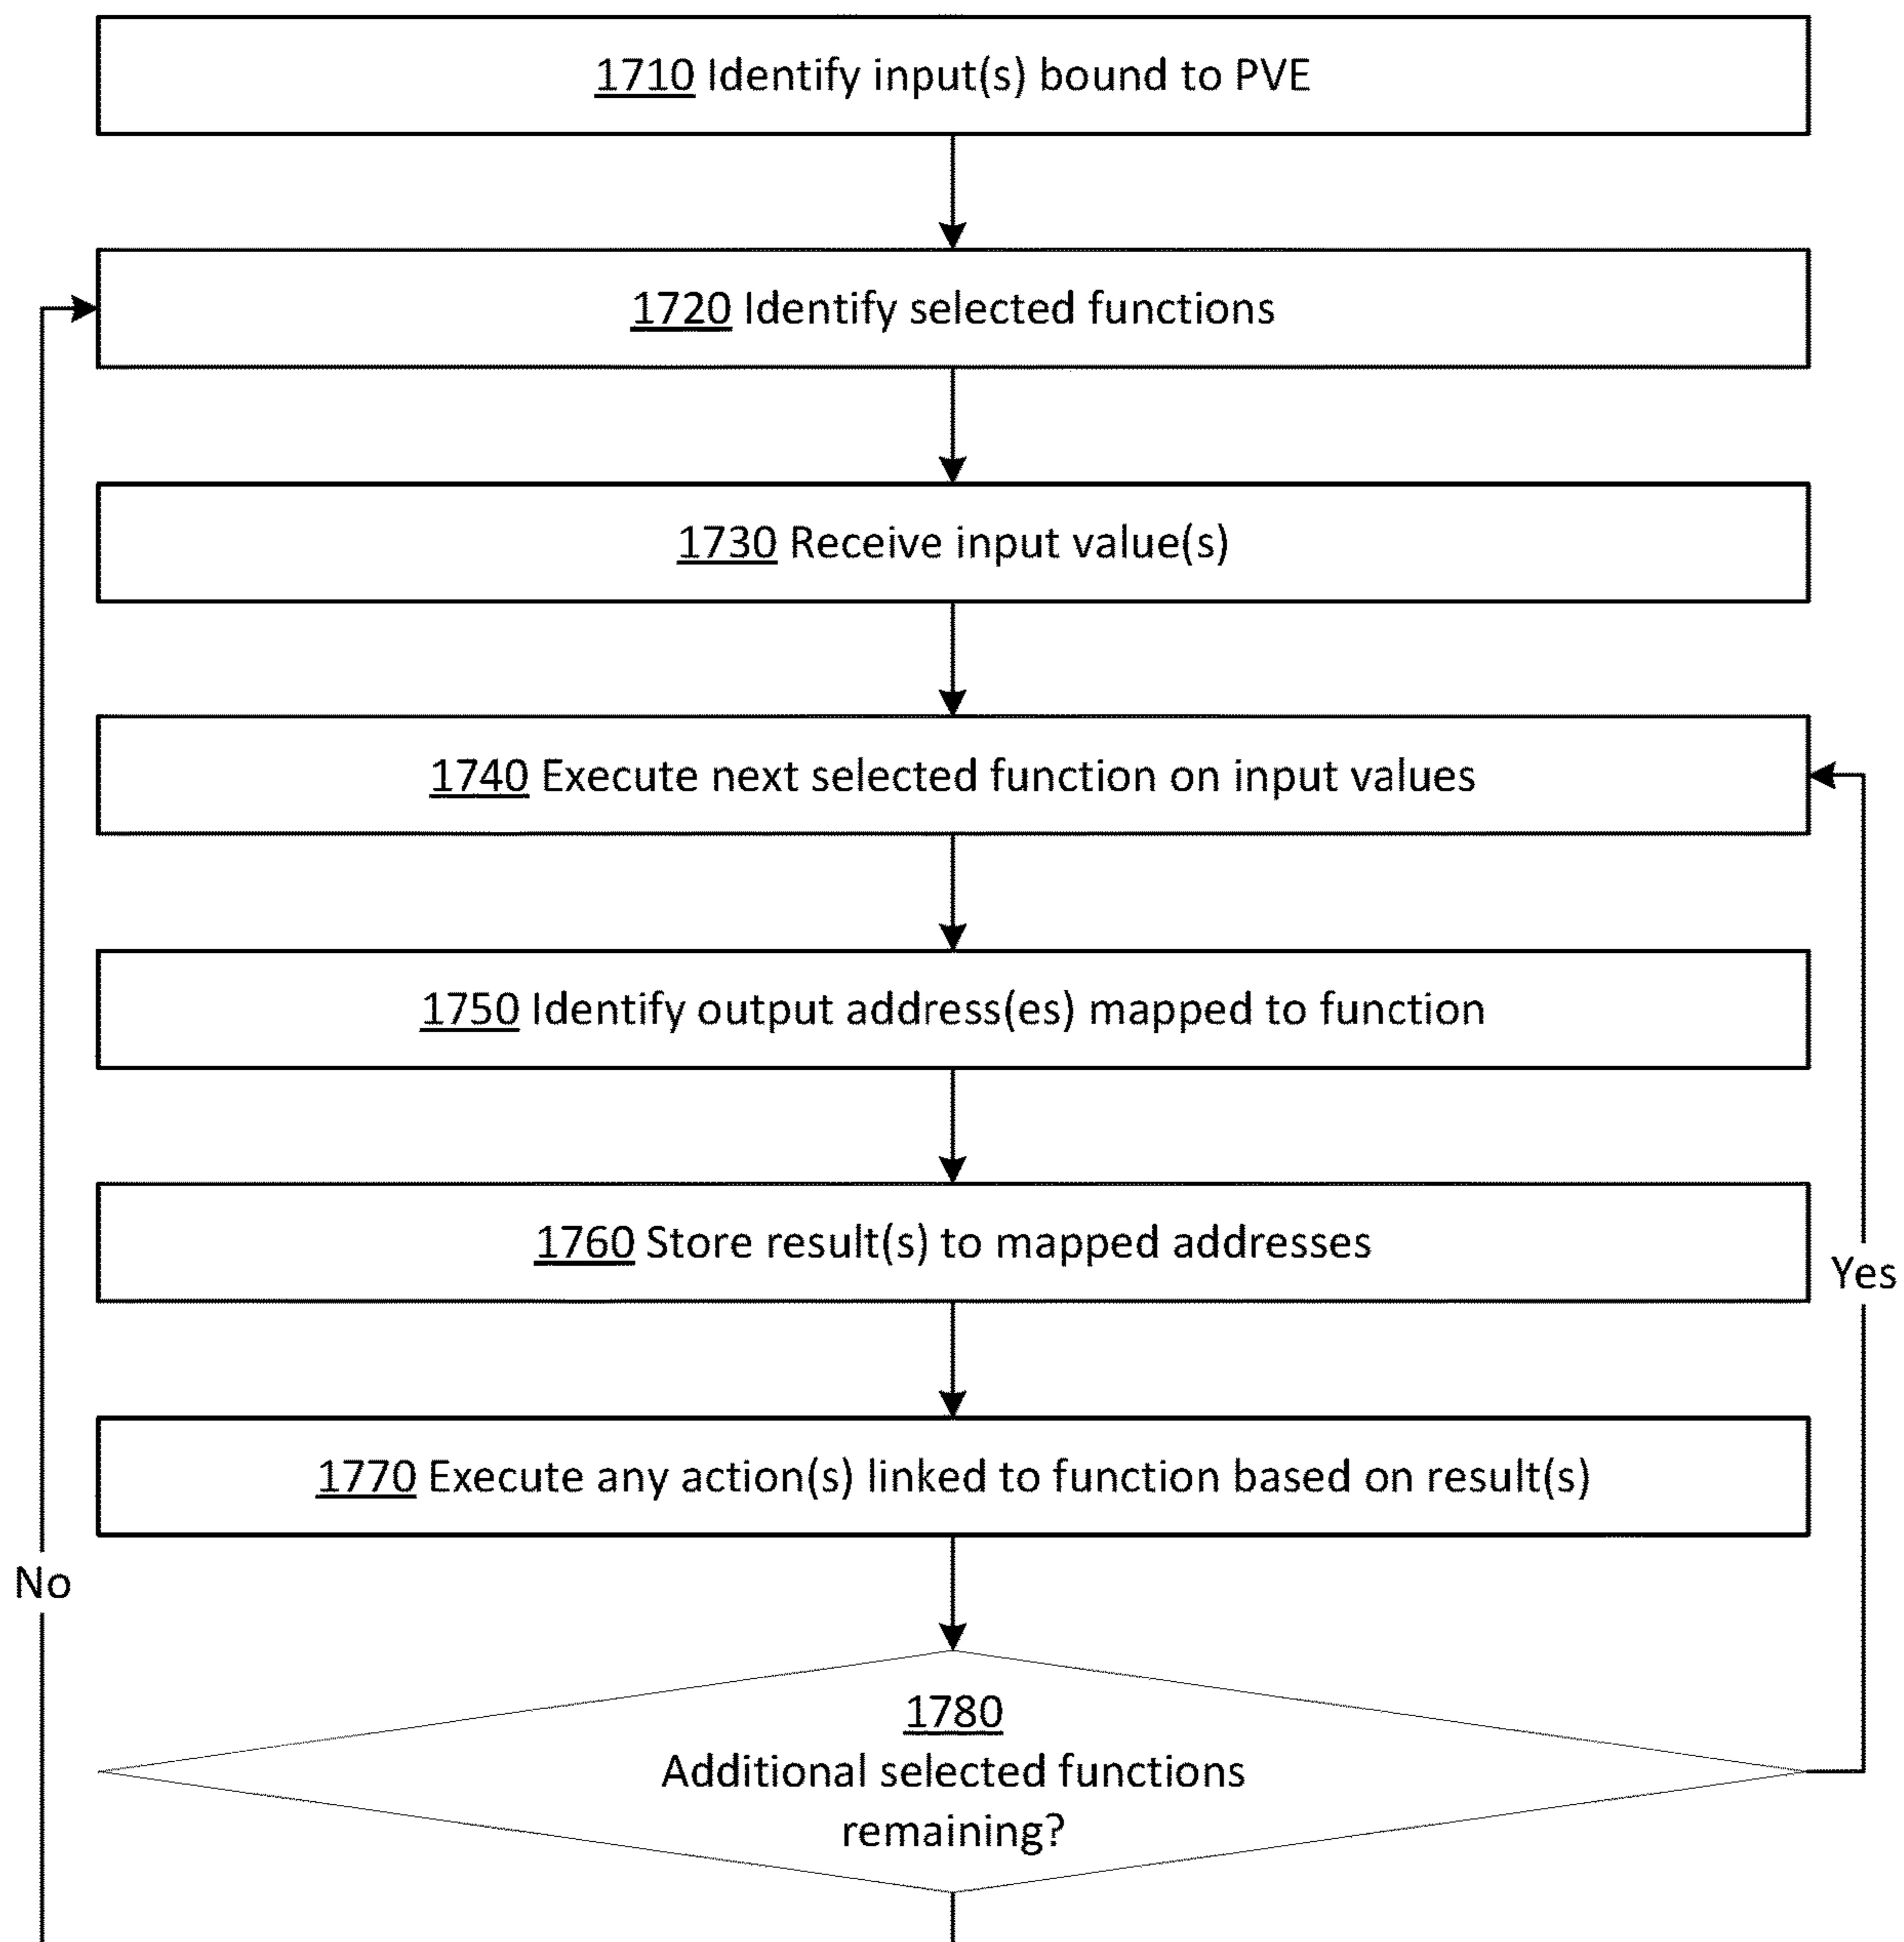 1710 Identify input(s) bound to PVE
1720 Identify selected functions
1730 Receive input value(s)
1740 Execute next selected function on input values
1750 Identify output address(es) mapped to function
1760 Store result(s) to mapped addresses
Yes
1770 Execute any action(s) linked to function based on result(s)
No
1780
Additional selected functions
remaining?